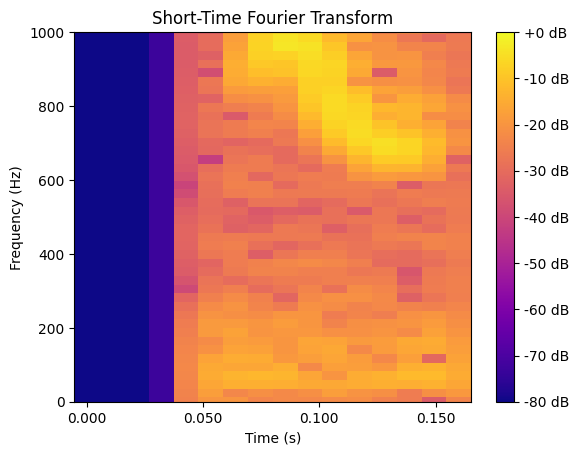 Short-Time Fourier Transform
1000
800
600
400
200
0
Frequency (Hz)
0.000
0.050
0.100
0.150
Time (s)
+0 dB
-10 dB
-20 dB
-30 dB
-40 dB
-50 dB
-60 dB
-70 dB
-80 dB